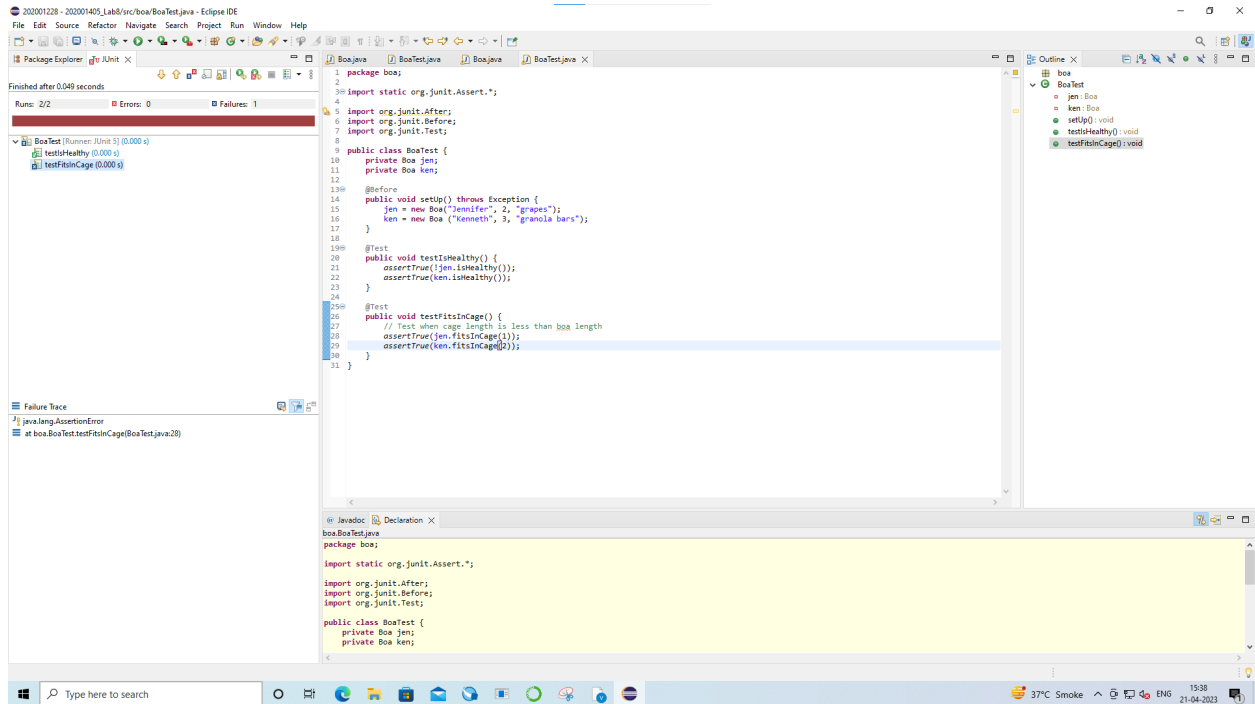 202001228 - 202001405_Lab8/src/boa/BoaTest.java - Eclipse IDE
File Edit Source Refactor Navigate Search Project Run Window Help
Package Explorer JUnit
Finished after 0.049 seconds
Runs: 2/2 Errors: 0 Failures: 1
BoaTest [Runner: JUnit 5] (0.000 s)
testIsHealthy (0.000 s)
testFitsInCage (0.000 s)
Failure Trace
java.lang.AssertionError
at boa.BoaTest.testFitsInCage(BoaTest.java:28)
Boa.java BoaTest.java Boa.java BoaTest.java
1 package boa;
2
3 import static org.junit.Assert.*;
4
5 import org.junit.After;
6 import org.junit.Before;
7 import org.junit.Test;
8
9 public class BoaTest {
10 private Boa jen;
11 private Boa ken;
12
13 @Before
14 public void setUp() throws Exception {
15 jen = new Boa("Jennifer", 2, "grapes");
16 ken = new Boa ("Kenneth", 3, "granola bars");
17 }
18
19 @Test
20 public void testIsHealthy() {
21 assertTrue(!jen.isHealthy());
22 assertTrue(ken.isHealthy());
23 }
24
25 @Test
26 public void testFitsInCage() {
27 // Test when cage length is less than boa length
28 assertTrue(jen.fitsInCage(1));
29 assertTrue(ken.fitsInCage(2));
30 }
31 }
Outline
boa
BoaTest
jen : Boa
ken : Boa
setUp() : void
testIsHealthy() : void
testFitsInCage() : void
@ Javadoc Declaration
boa.BoaTest.java
package boa;
import static org.junit.Assert.*;
import org.junit.After;
import org.junit.Before;
import org.junit.Test;
public class BoaTest {
private Boa jen;
private Boa ken;
Type here to search
37°C Smoke
ENG
15:38
21-04-2023